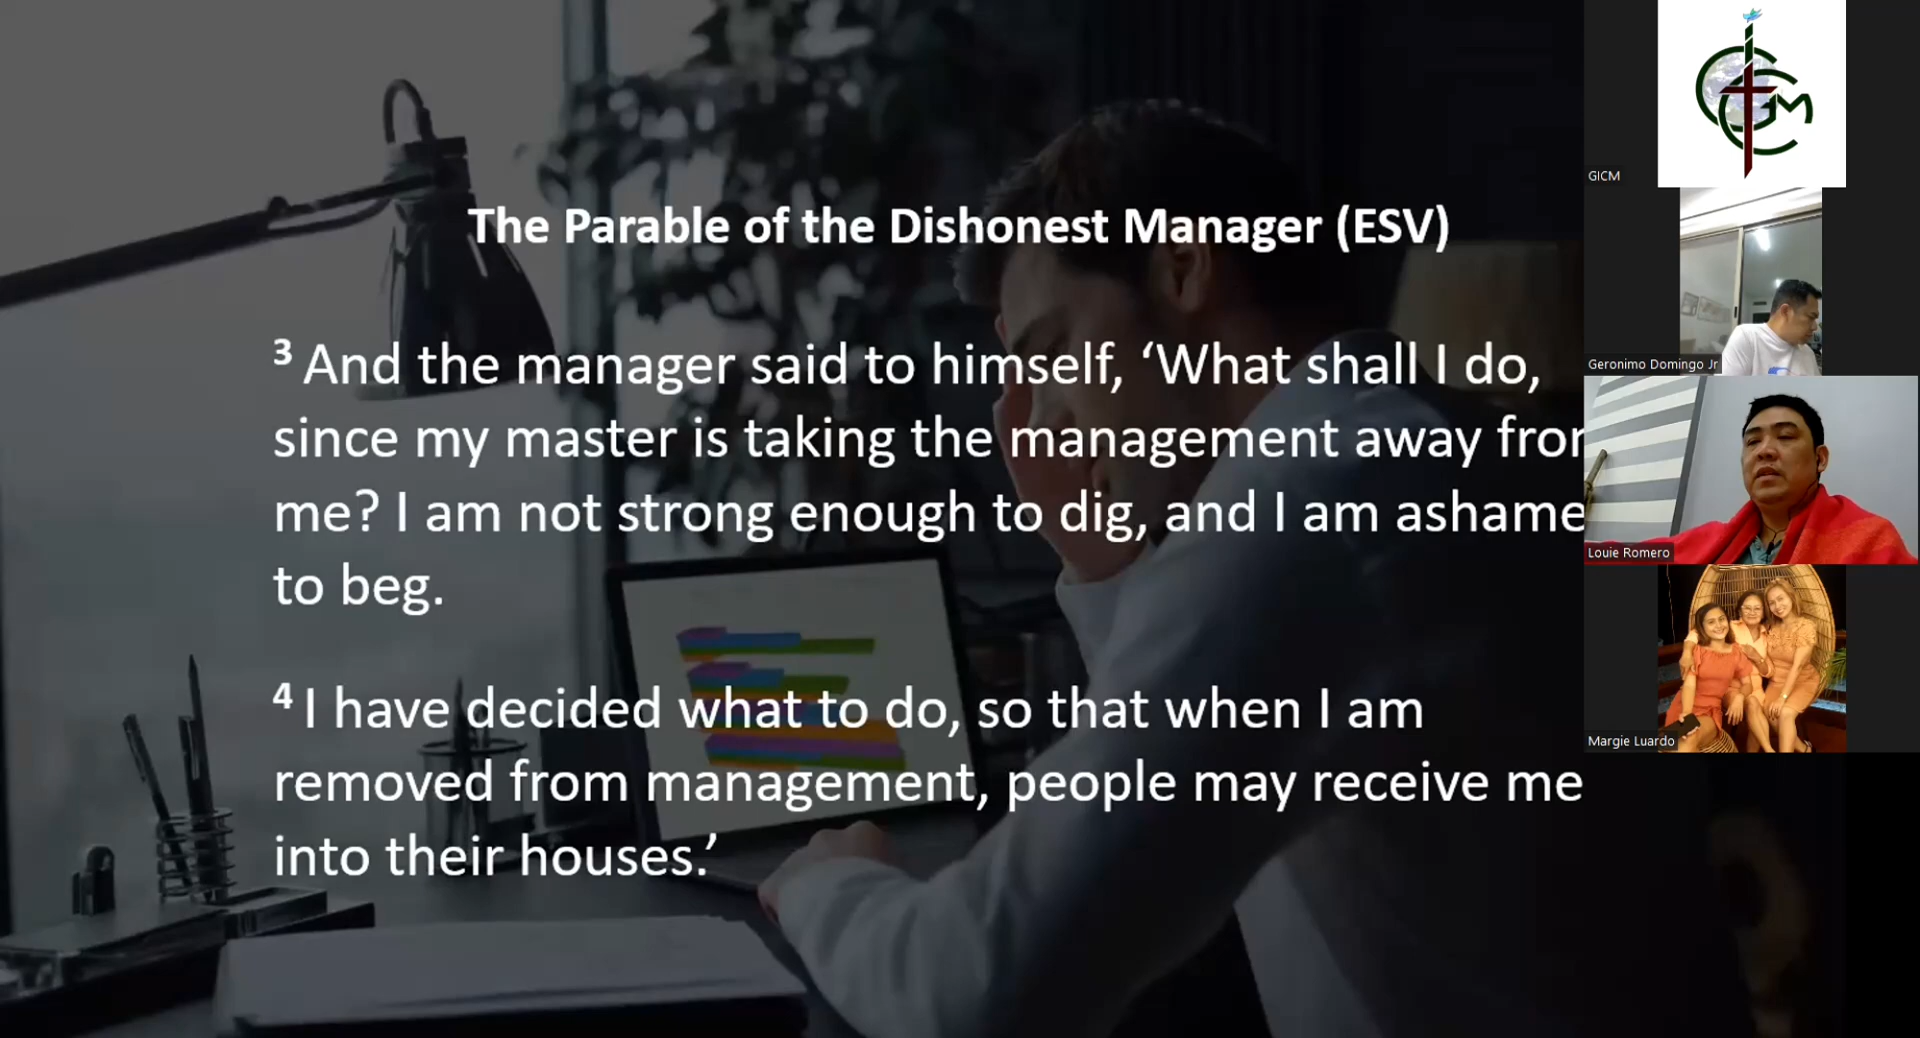 The Parable of the Dishonest Manager (ESV)
3 And the manager said to himself, ‘What shall I do,
since my master is taking the management away from
me? I am not strong enough to dig, and I am ashame
to beg.
4 I have decided what to do, so that when I am
removed from management, people may receive me
into their houses.’
GICM
GICM
Geronimo Domingo Jr
Louie Romero
Margie Luardo